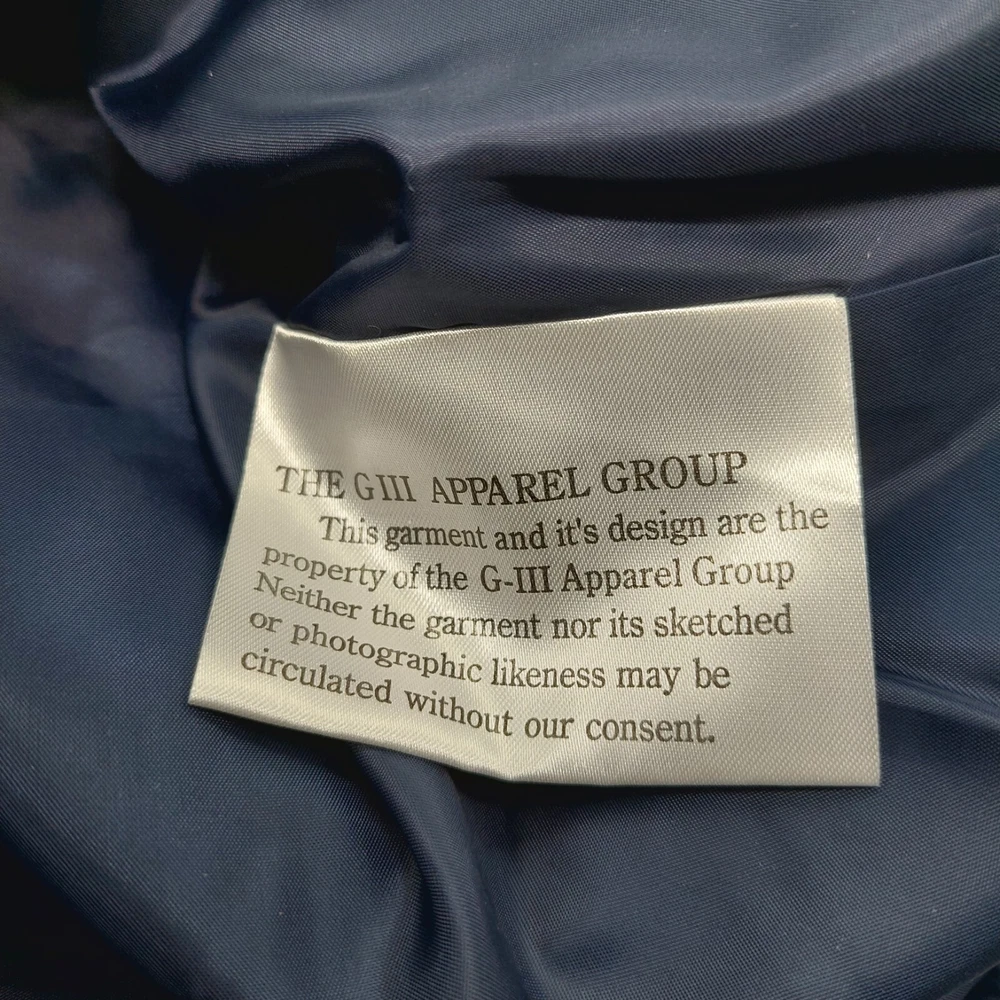 THE GIII APPAREL GROUP
This garment and it's design are the
property of the G-III Apparel Group
Neither the garment nor its sketched
or photographic likeness may be
circulated without our consent.